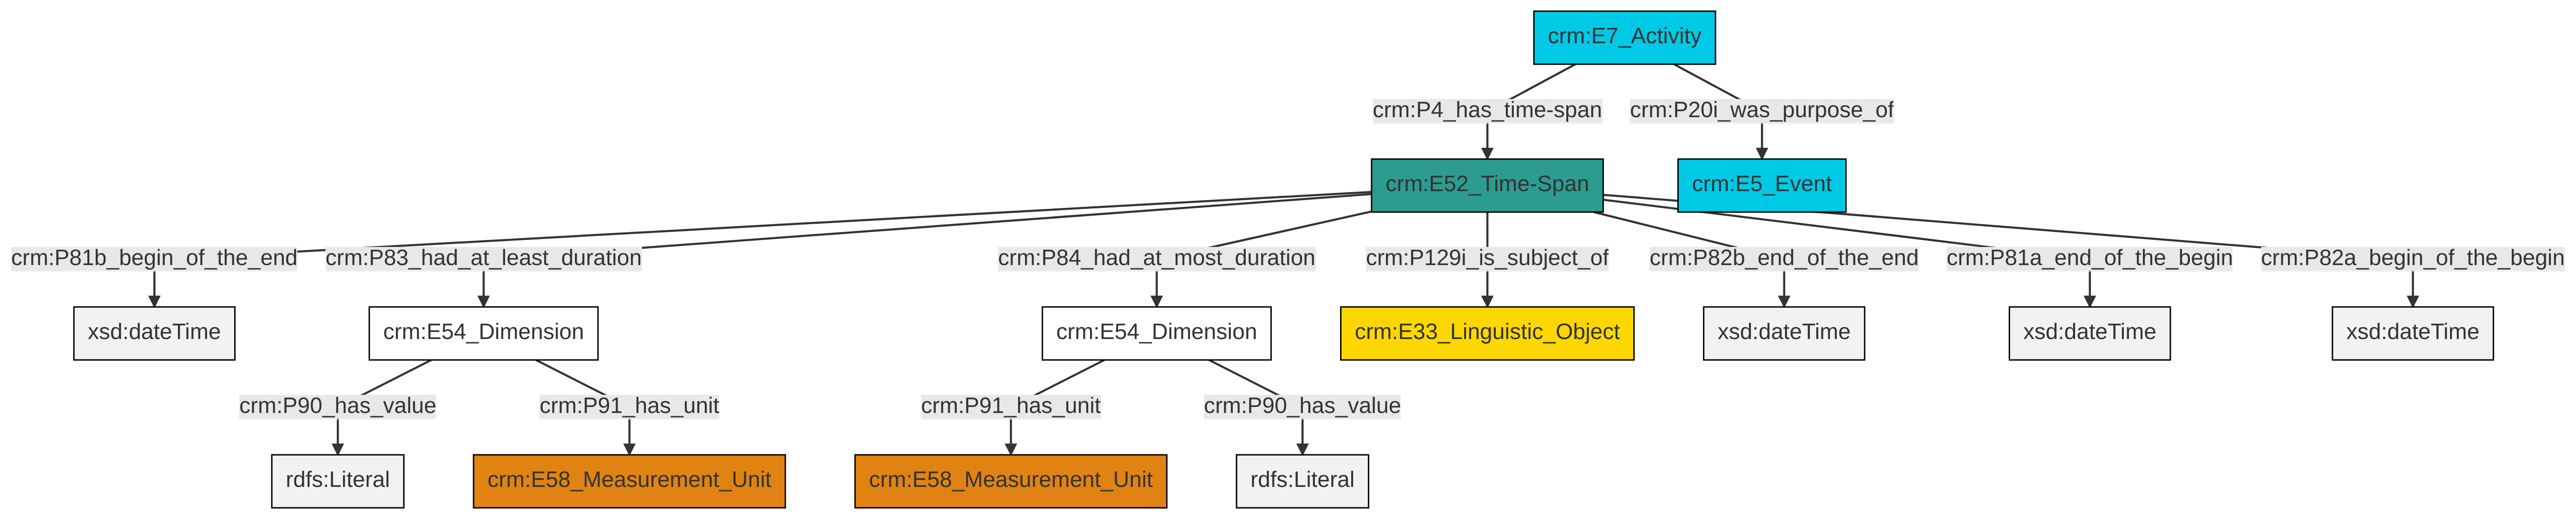 crm:E7_Activity
crm:P4_has_time-span
crm:P20i_was_purpose_of
crm:E52_Time-Span
crm:E5_Event
crm:P81b_begin_of_the_end
crm:P83_had_at_least_duration
crm:P84_had_at_most_duration
crm:P129i_is_subject_of
crm:P82b_end_of_the_end
crm:P81a_end_of_the_begin
crm:P82a_begin_of_the_begin
xsd:dateTime
crm:E54_Dimension
crm:E54_Dimension
crm:E33_Linguistic_Object
xsd:dateTime
xsd:dateTime
xsd:dateTime
crm:P90_has_value
crm:P91_has_unit
crm:P91_has_unit
crm:P90_has_value
rdfs:Literal
crm:E58_Measurement_Unit
crm:E58_Measurement_Unit
rdfs:Literal